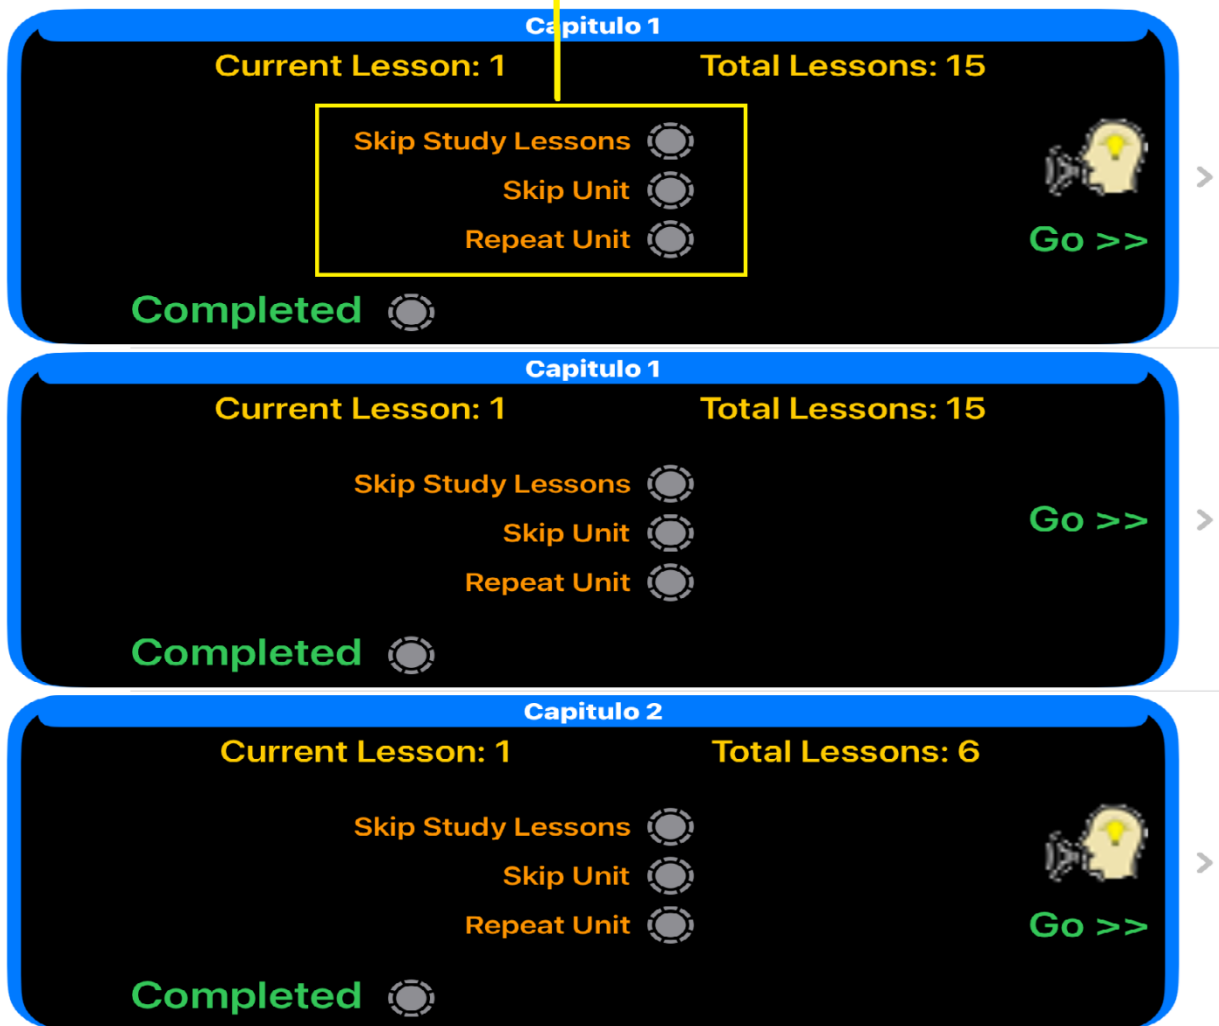 Capitulo 1
Current Lesson: 1 Total Lessons: 15
Skip Study Lessons
Skip Unit
Repeat Unit
Go >>
Completed
Capitulo 1
Current Lesson: 1 Total Lessons: 15
Skip Study Lessons
Go >>
Skip Unit
Repeat Unit
Completed
Capitulo 2
Current Lesson: 1 Total Lessons: 6
Skip Study Lessons
Skip Unit
Repeat Unit
Go >>
Completed